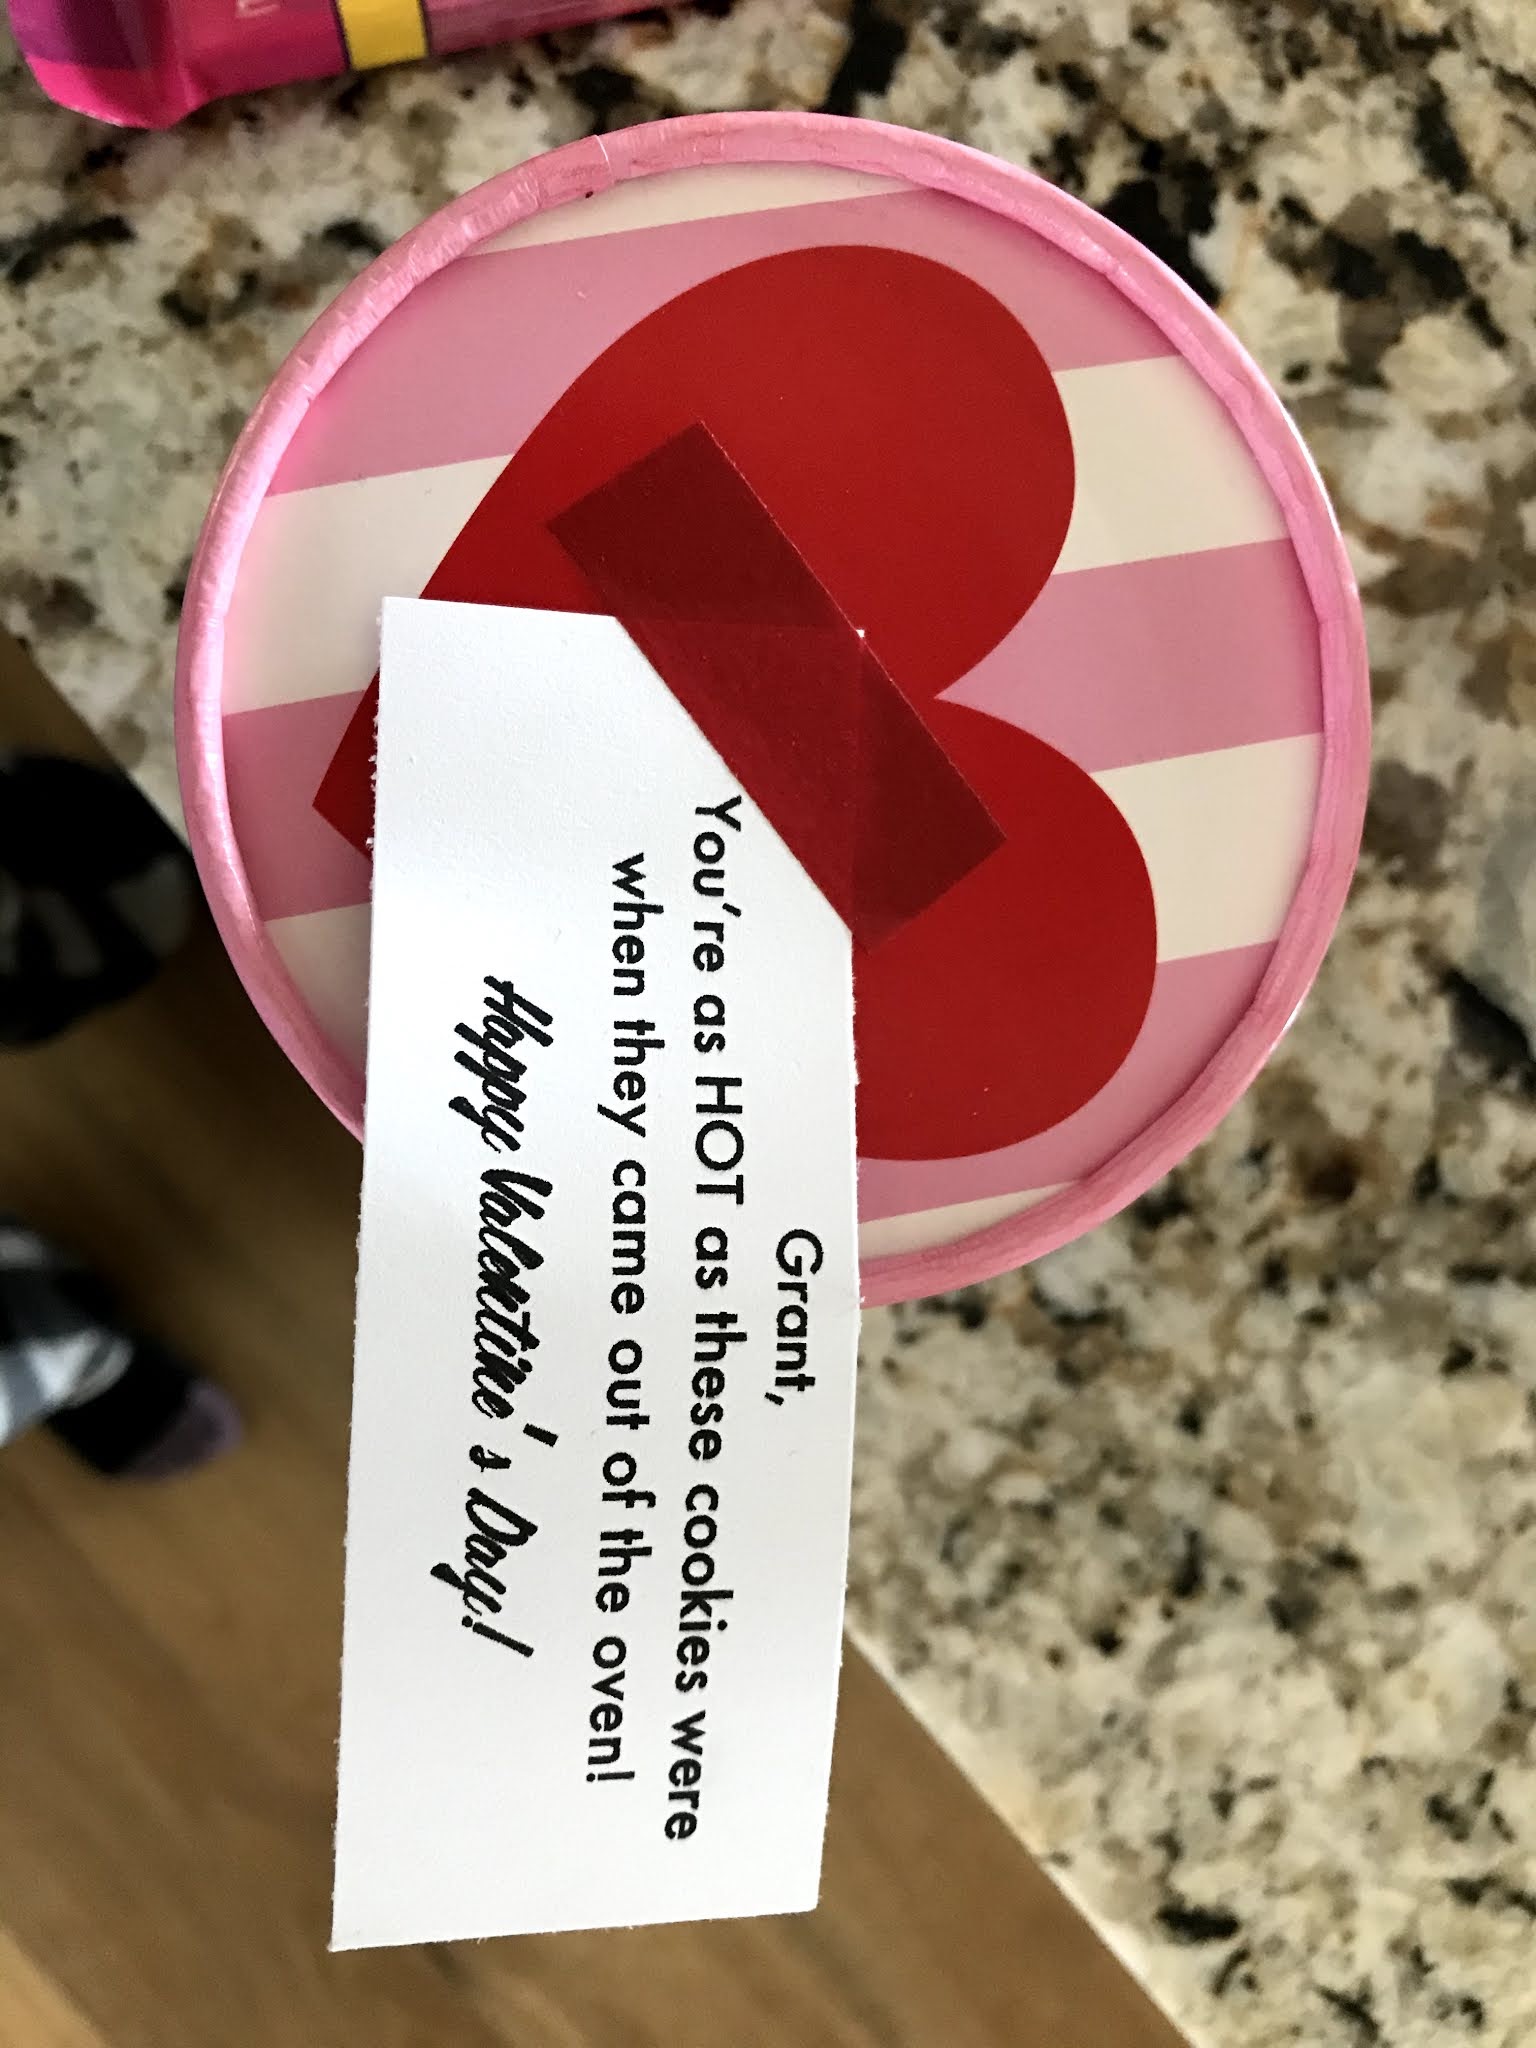 Grant,
You're as HOT as these cookies were
when they came out of the oven!
Happy Valentine's Day!